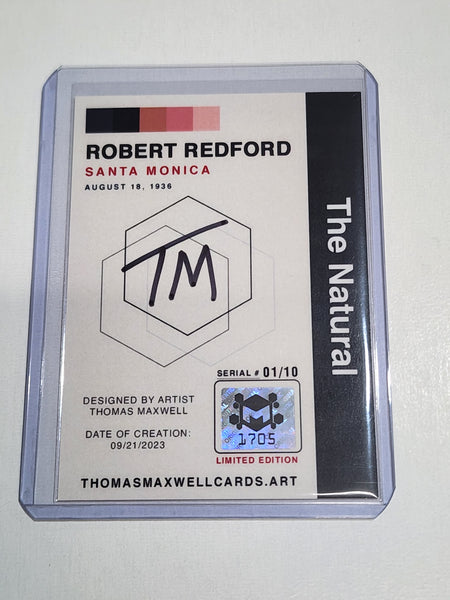 ROBERT REDFORD
SANTA MONICA
AUGUST 18, 1936
TM
The Natural
SERIAL # 01/10
DESIGNED BY ARTIST
THOMAS MAXWELL
M
1705
DATE OF CREATION:
09/21/2023
LIMITED EDITION
THOMASMAXWELLCARDS.ART